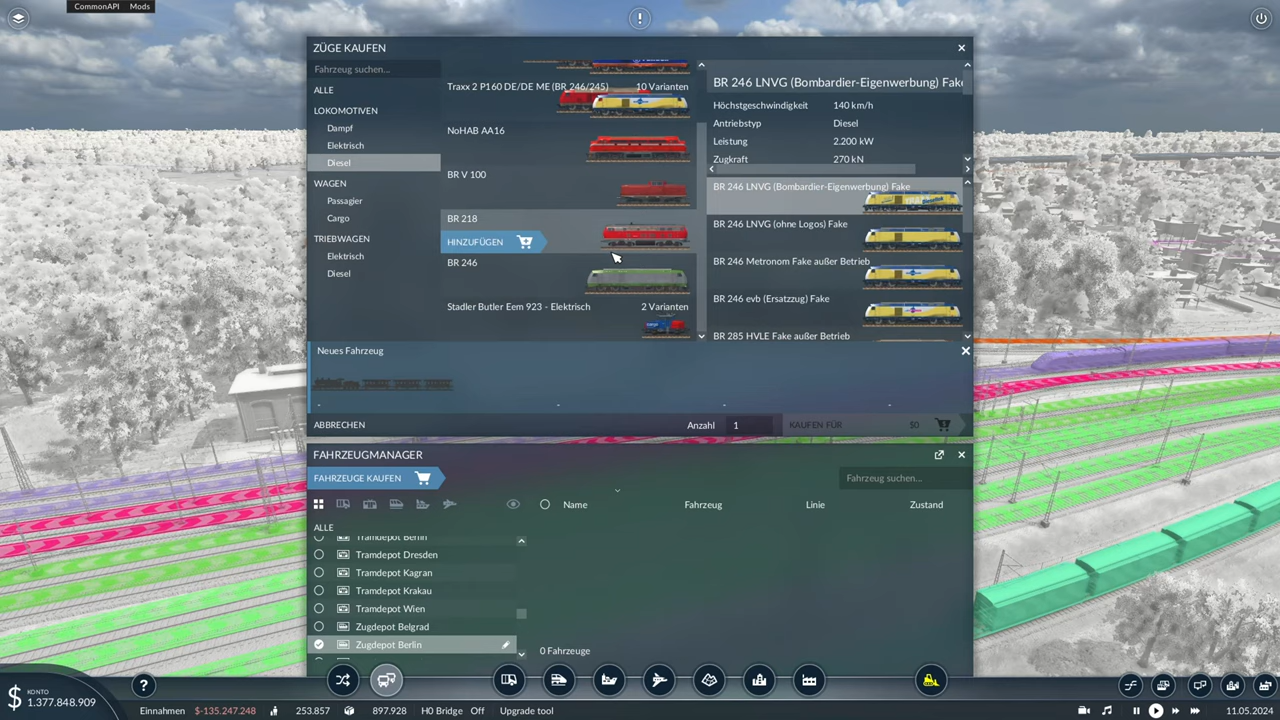 CommonAPI Mods
ZÜGE KAUFEN
Fahrzeug suchen...
ALLE
LOKOMOTIVEN
Dampf
Elektrisch
Diesel
WAGEN
Passagier
Cargo
TRIEBWAGEN
Elektrisch
Diesel
Traxx 2 P160 DE/DE ME (BR 246/245) 10 Varianten
NoHAB AA16
BR V 100
BR 218
HINZUFÜGEN
BR 246
Stadler Butler Eem 923 - Elektrisch 2 Varianten
BR 246 LNVG (Bombardier-Eigenwerbung) Fake
Höchstgeschwindigkeit 140 km/h
Antriebstyp Diesel
Leistung 2.200 kW
Zugkraft 270 kN
BR 246 LNVG (Bombardier-Eigenwerbung) Fake
BR 246 LNVG (ohne Logos) Fake
BR 246 Metronom Fake außer Betrieb
BR 246 evb (Ersatzzug) Fake
BR 285 HVLE Fake außer Betrieb
Neues Fahrzeug
- - - -
ABBRECHEN Anzahl 1 KAUFEN FÜR $0
FAHRZEUGMANAGER
FAHRZEUGE KAUFEN Fahrzeug suchen...
Name Fahrzeug Linie Zustand
ALLE
Tramdepot Berlin
Tramdepot Dresden
Tramdepot Kagran
Tramdepot Krakau
Tramdepot Wien
Zugdepot Belgrad
Zugdepot Berlin
0 Fahrzeuge
$ KONTO
1.377.848.909
?
Einnahmen $-135.247.248 253.857 897.928 H0 Bridge Off Upgrade tool 11.05.2024